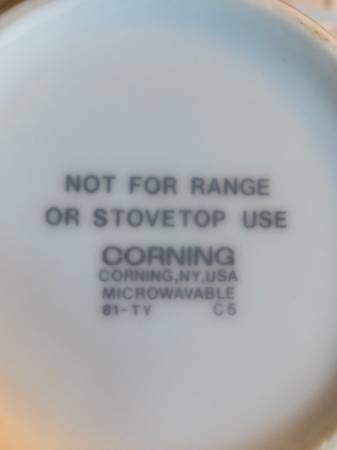 NOT FOR RANGE
OR STOVETOP USE
CORNING
CORNING,NY,USA
MICROWAVABLE
81-TY C5